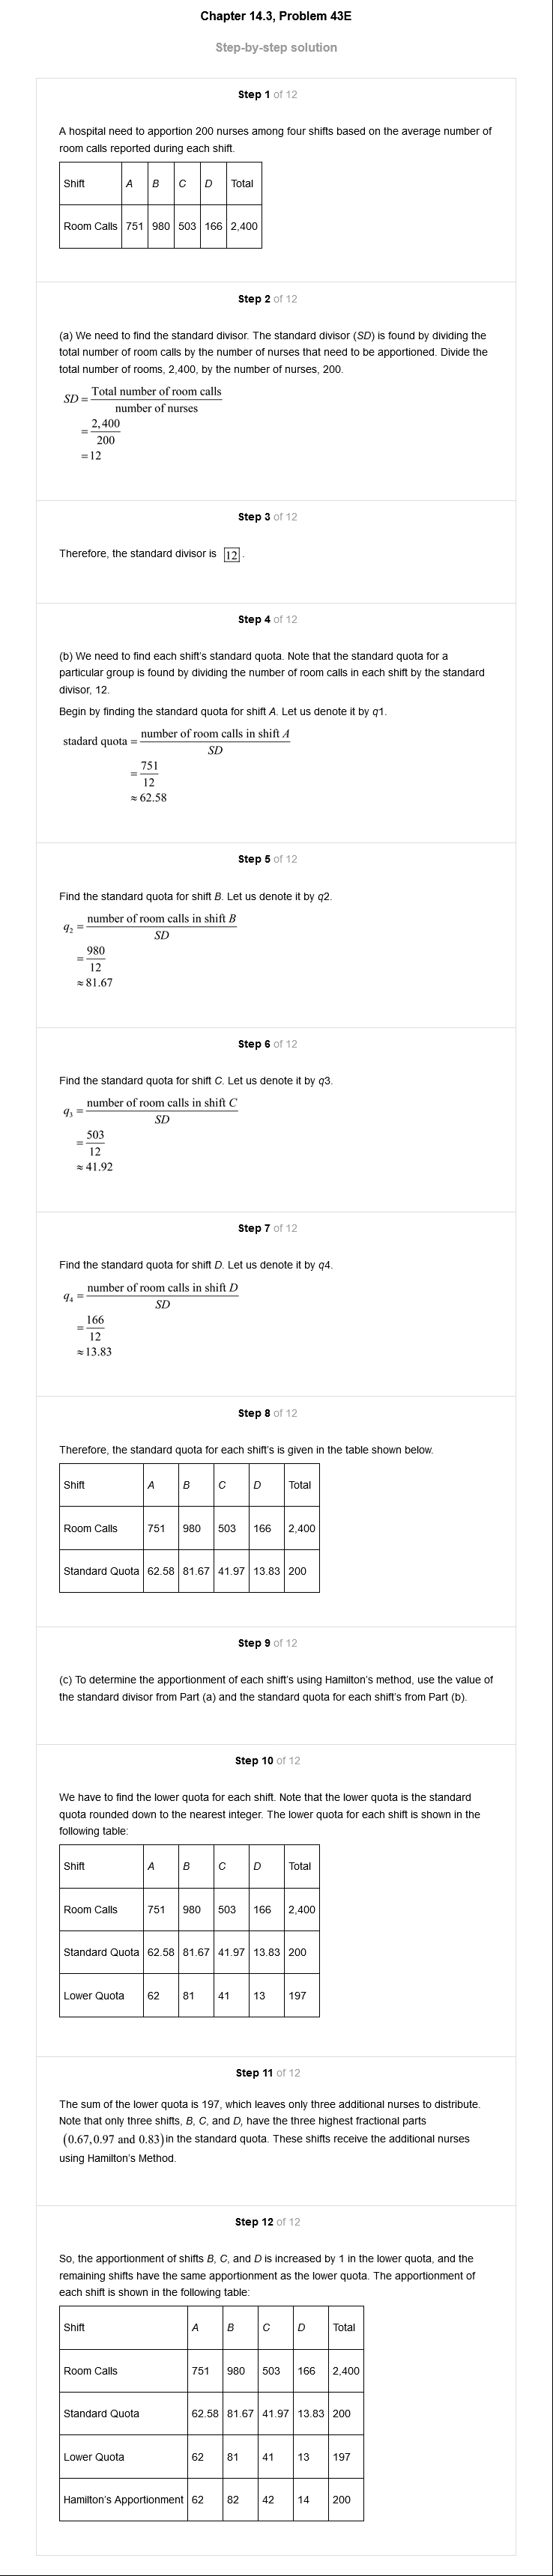 Chapter 14.3, Problem 43E
Step-by-step solution
Step 1 of 12
A hospital need to apportion 200 nurses among four shifts based on the average number of
room calls reported during each shift.
Shift A B C D Total
Room Calls 751 980 503 166 2,400
Step 2 of 12
(a) We need to find the standard divisor. The standard divisor (SD) is found by dividing the
total number of room calls by the number of nurses that need to be apportioned. Divide the
total number of rooms, 2,400, by the number of nurses, 200.
SD = Total number of room calls / number of nurses
= 2,400 / 200
= 12
Step 3 of 12
Therefore, the standard divisor is 12 .
Step 4 of 12
(b) We need to find each shift's standard quota. Note that the standard quota for a
particular group is found by dividing the number of room calls in each shift by the standard
divisor, 12.
Begin by finding the standard quota for shift A. Let us denote it by q1.
stadard quota = number of room calls in shift A / SD
= 751 / 12
≈ 62.58
Step 5 of 12
Find the standard quota for shift B. Let us denote it by q2.
q₂ = number of room calls in shift B / SD
= 980 / 12
≈ 81.67
Step 6 of 12
Find the standard quota for shift C. Let us denote it by q3.
q₃ = number of room calls in shift C / SD
= 503 / 12
≈ 41.92
Step 7 of 12
Find the standard quota for shift D. Let us denote it by q4.
q₄ = number of room calls in shift D / SD
= 166 / 12
≈ 13.83
Step 8 of 12
Therefore, the standard quota for each shift's is given in the table shown below.
Shift A B C D Total
Room Calls 751 980 503 166 2,400
Standard Quota 62.58 81.67 41.97 13.83 200
Step 9 of 12
(c) To determine the apportionment of each shift's using Hamilton's method, use the value of
the standard divisor from Part (a) and the standard quota for each shift's from Part (b).
Step 10 of 12
We have to find the lower quota for each shift. Note that the lower quota is the standard
quota rounded down to the nearest integer. The lower quota for each shift is shown in the
following table:
Shift A B C D Total
Room Calls 751 980 503 166 2,400
Standard Quota 62.58 81.67 41.97 13.83 200
Lower Quota 62 81 41 13 197
Step 11 of 12
The sum of the lower quota is 197, which leaves only three additional nurses to distribute.
Note that only three shifts, B, C, and D, have the three highest fractional parts
(0.67,0.97 and 0.83) in the standard quota. These shifts receive the additional nurses
using Hamilton's Method.
Step 12 of 12
So, the apportionment of shifts B, C, and D is increased by 1 in the lower quota, and the
remaining shifts have the same apportionment as the lower quota. The apportionment of
each shift is shown in the following table:
Shift A B C D Total
Room Calls 751 980 503 166 2,400
Standard Quota 62.58 81.67 41.97 13.83 200
Lower Quota 62 81 41 13 197
Hamilton's Apportionment 62 82 42 14 200